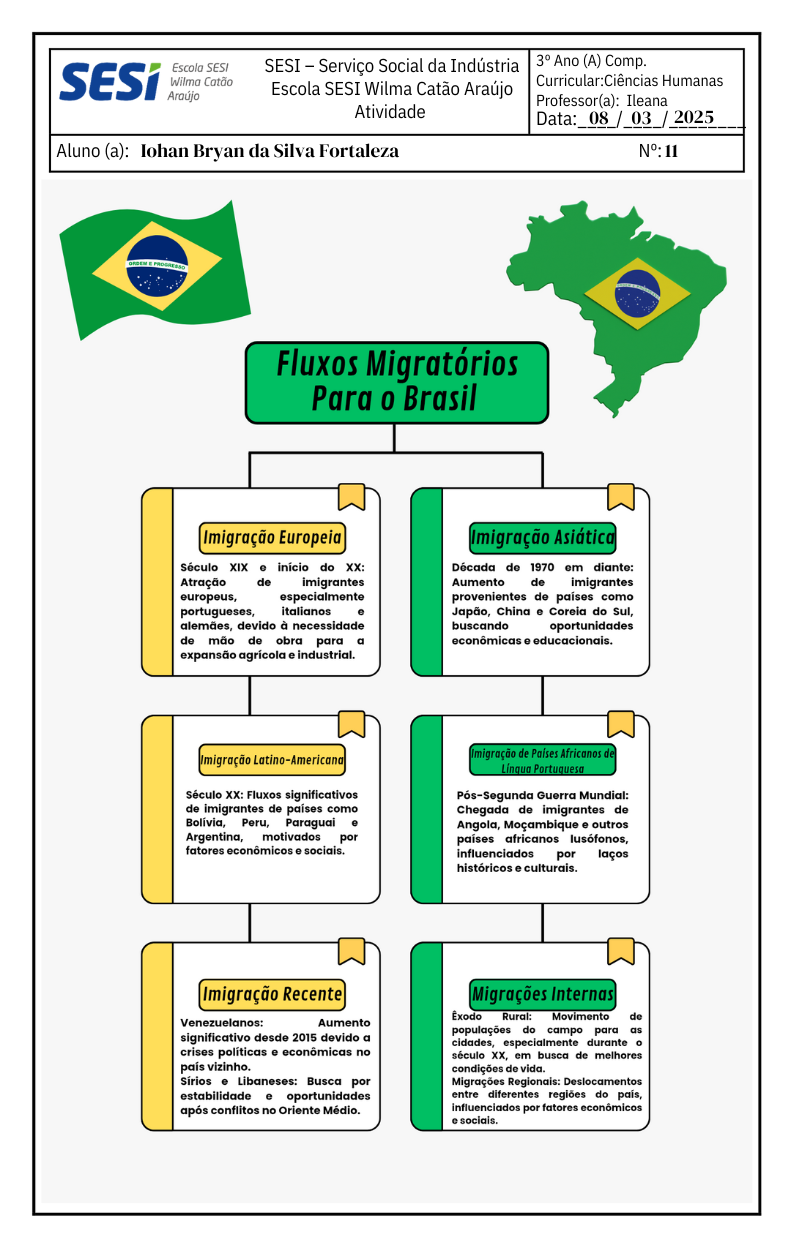 SESI
Escola SESI
Wilma Catão
Araújo
SESI – Serviço Social da Indústria
Escola SESI Wilma Catão Araújo
Atividade
3º Ano (A) Comp.
Curricular:Ciências Humanas
Professor(a): Ileana
Data:_08_/_03_/_2025_
Aluno (a): Iohan Bryan da Silva Fortaleza
Nº: 11
ORDEM E PROGRESSO
Fluxos Migratórios
Para o Brasil
Imigração Europeia
Século XIX e início do XX:
Atração de imigrantes
europeus, especialmente
portugueses, italianos e
alemães, devido à necessidade
de mão de obra para a
expansão agrícola e industrial.
Imigração Asiática
Década de 1970 em diante:
Aumento de imigrantes
provenientes de países como
Japão, China e Coreia do Sul,
buscando oportunidades
econômicas e educacionais.
Imigração Latino-Americana
Século XX: Fluxos significativos
de imigrantes de países como
Bolívia, Peru, Paraguai e
Argentina, motivados por
fatores econômicos e sociais.
Imigração de Países Africanos de
Língua Portuguesa
Pós-Segunda Guerra Mundial:
Chegada de imigrantes de
Angola, Moçambique e outros
países africanos lusófonos,
influenciados por laços
históricos e culturais.
Imigração Recente
Venezuelanos: Aumento
significativo desde 2015 devido a
crises políticas e econômicas no
país vizinho.
Sírios e Libaneses: Busca por
estabilidade e oportunidades
após conflitos no Oriente Médio.
Migrações Internas
Êxodo Rural: Movimento de
populações do campo para as
cidades, especialmente durante o
século XX, em busca de melhores
condições de vida.
Migrações Regionais: Deslocamentos
entre diferentes regiões do país,
influenciados por fatores econômicos
e sociais.